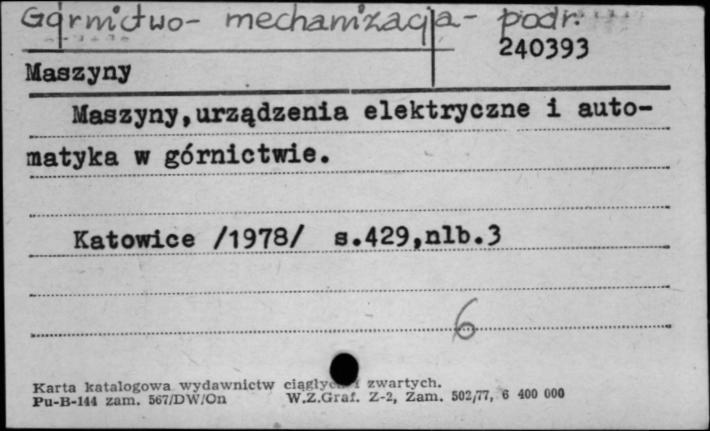 Górnictwo- mechanizacja- podr.
240393
Maszyny
Maszyny,urządzenia elektryczne i auto-
matyka w górnictwie.
Katowice /1978/ s.429,nlb.3
6
Karta katalogowa wydawnictw ciągłych i zwartych.
Pu-B-144 zam. 567/DW/On W.Z.Graf. Z-2, Zam. 502/77, 6 400 000